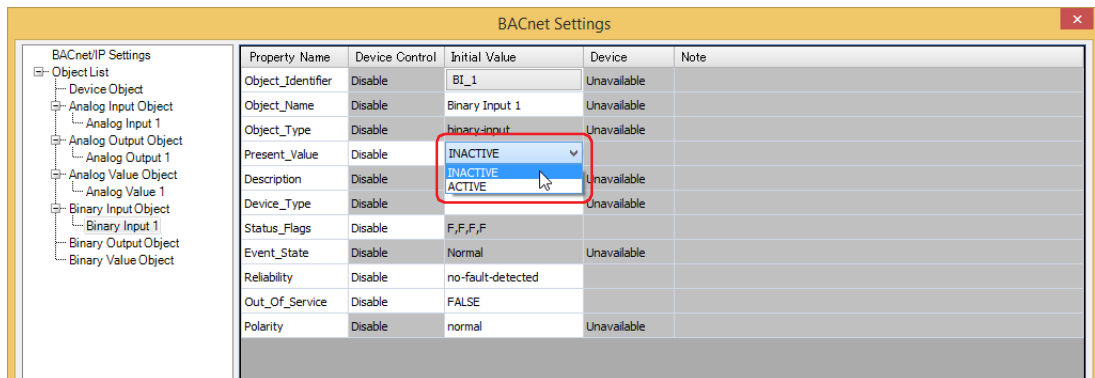 BACnet Settings
BACnet/IP Settings
Object List
Device Object
Analog Input Object
Analog Input 1
Analog Output Object
Analog Output 1
Analog Value Object
Analog Value 1
Binary Input Object
Binary Input 1
Binary Output Object
Binary Value Object
Property Name Device Control Initial Value Device Note
Object_Identifier Disable BI_1 Unavailable
Object_Name Disable Binary Input 1 Unavailable
Object_Type Disable binary-input Unavailable
Present_Value Disable INACTIVE
INACTIVE
ACTIVE
Description Disable Unavailable
Device_Type Disable Unavailable
Status_Flags Disable F,F,F,F
Event_State Disable Normal Unavailable
Reliability Disable no-fault-detected
Out_Of_Service Disable FALSE
Polarity Disable normal Unavailable